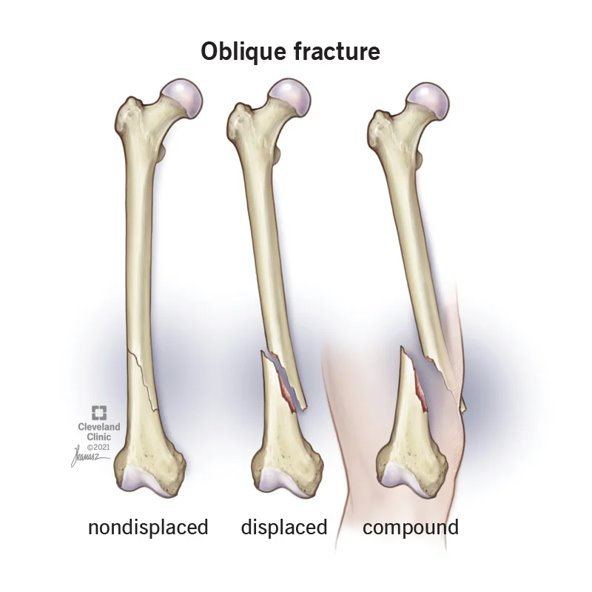 Oblique fracture
Cleveland
Clinic
©2021
nondisplaced displaced compound